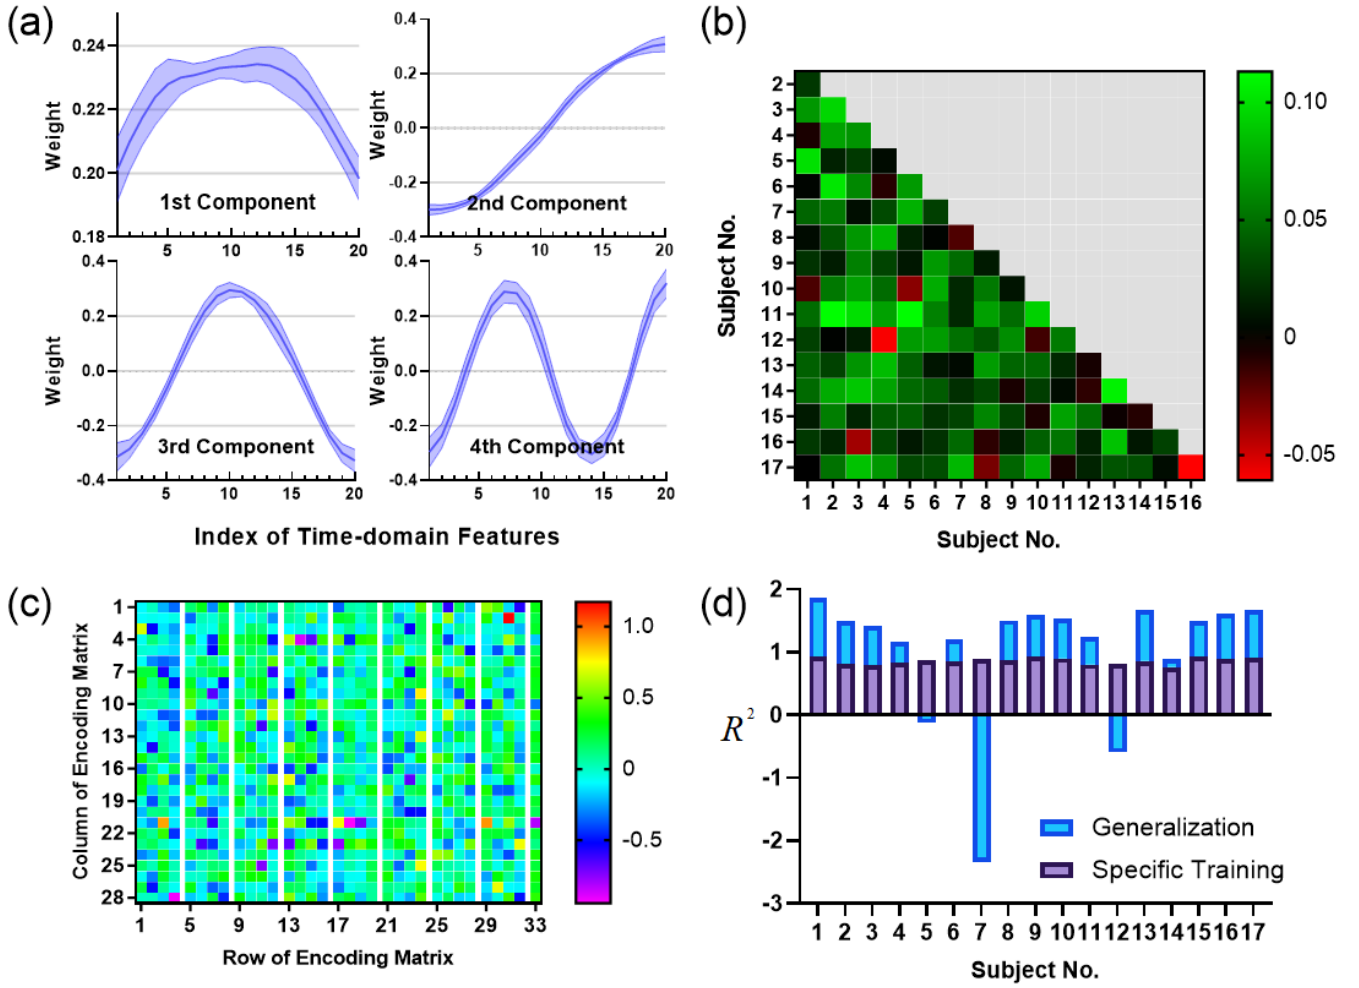 (a)
0.24
0.22
0.20
0.18
Weight
1st Component
5 10 15 20
0.4
0.2
0.0
-0.2
-0.4
Weight
2nd Component
5 10 15 20
0.4
0.2
0.0
-0.2
-0.4
Weight
3rd Component
5 10 15 20
0.4
0.2
0.0
-0.2
-0.4
Weight
4th Component
5 10 15 20
Index of Time-domain Features
(b)
Subject No.
2
3
4
5
6
7
8
9
10
11
12
13
14
15
16
17
1 2 3 4 5 6 7 8 9 10 11 12 13 14 15 16
Subject No.
0.10
0.05
0
-0.05
(c)
Column of Encoding Matrix
1
4
7
10
13
16
19
22
25
28
1 5 9 13 17 21 25 29 33
Row of Encoding Matrix
1.0
0.5
0
-0.5
(d)
R²
2
1
0
-1
-2
-3
Generalization
Specific Training
1 2 3 4 5 6 7 8 9 10 11 12 13 14 15 16 17
Subject No.